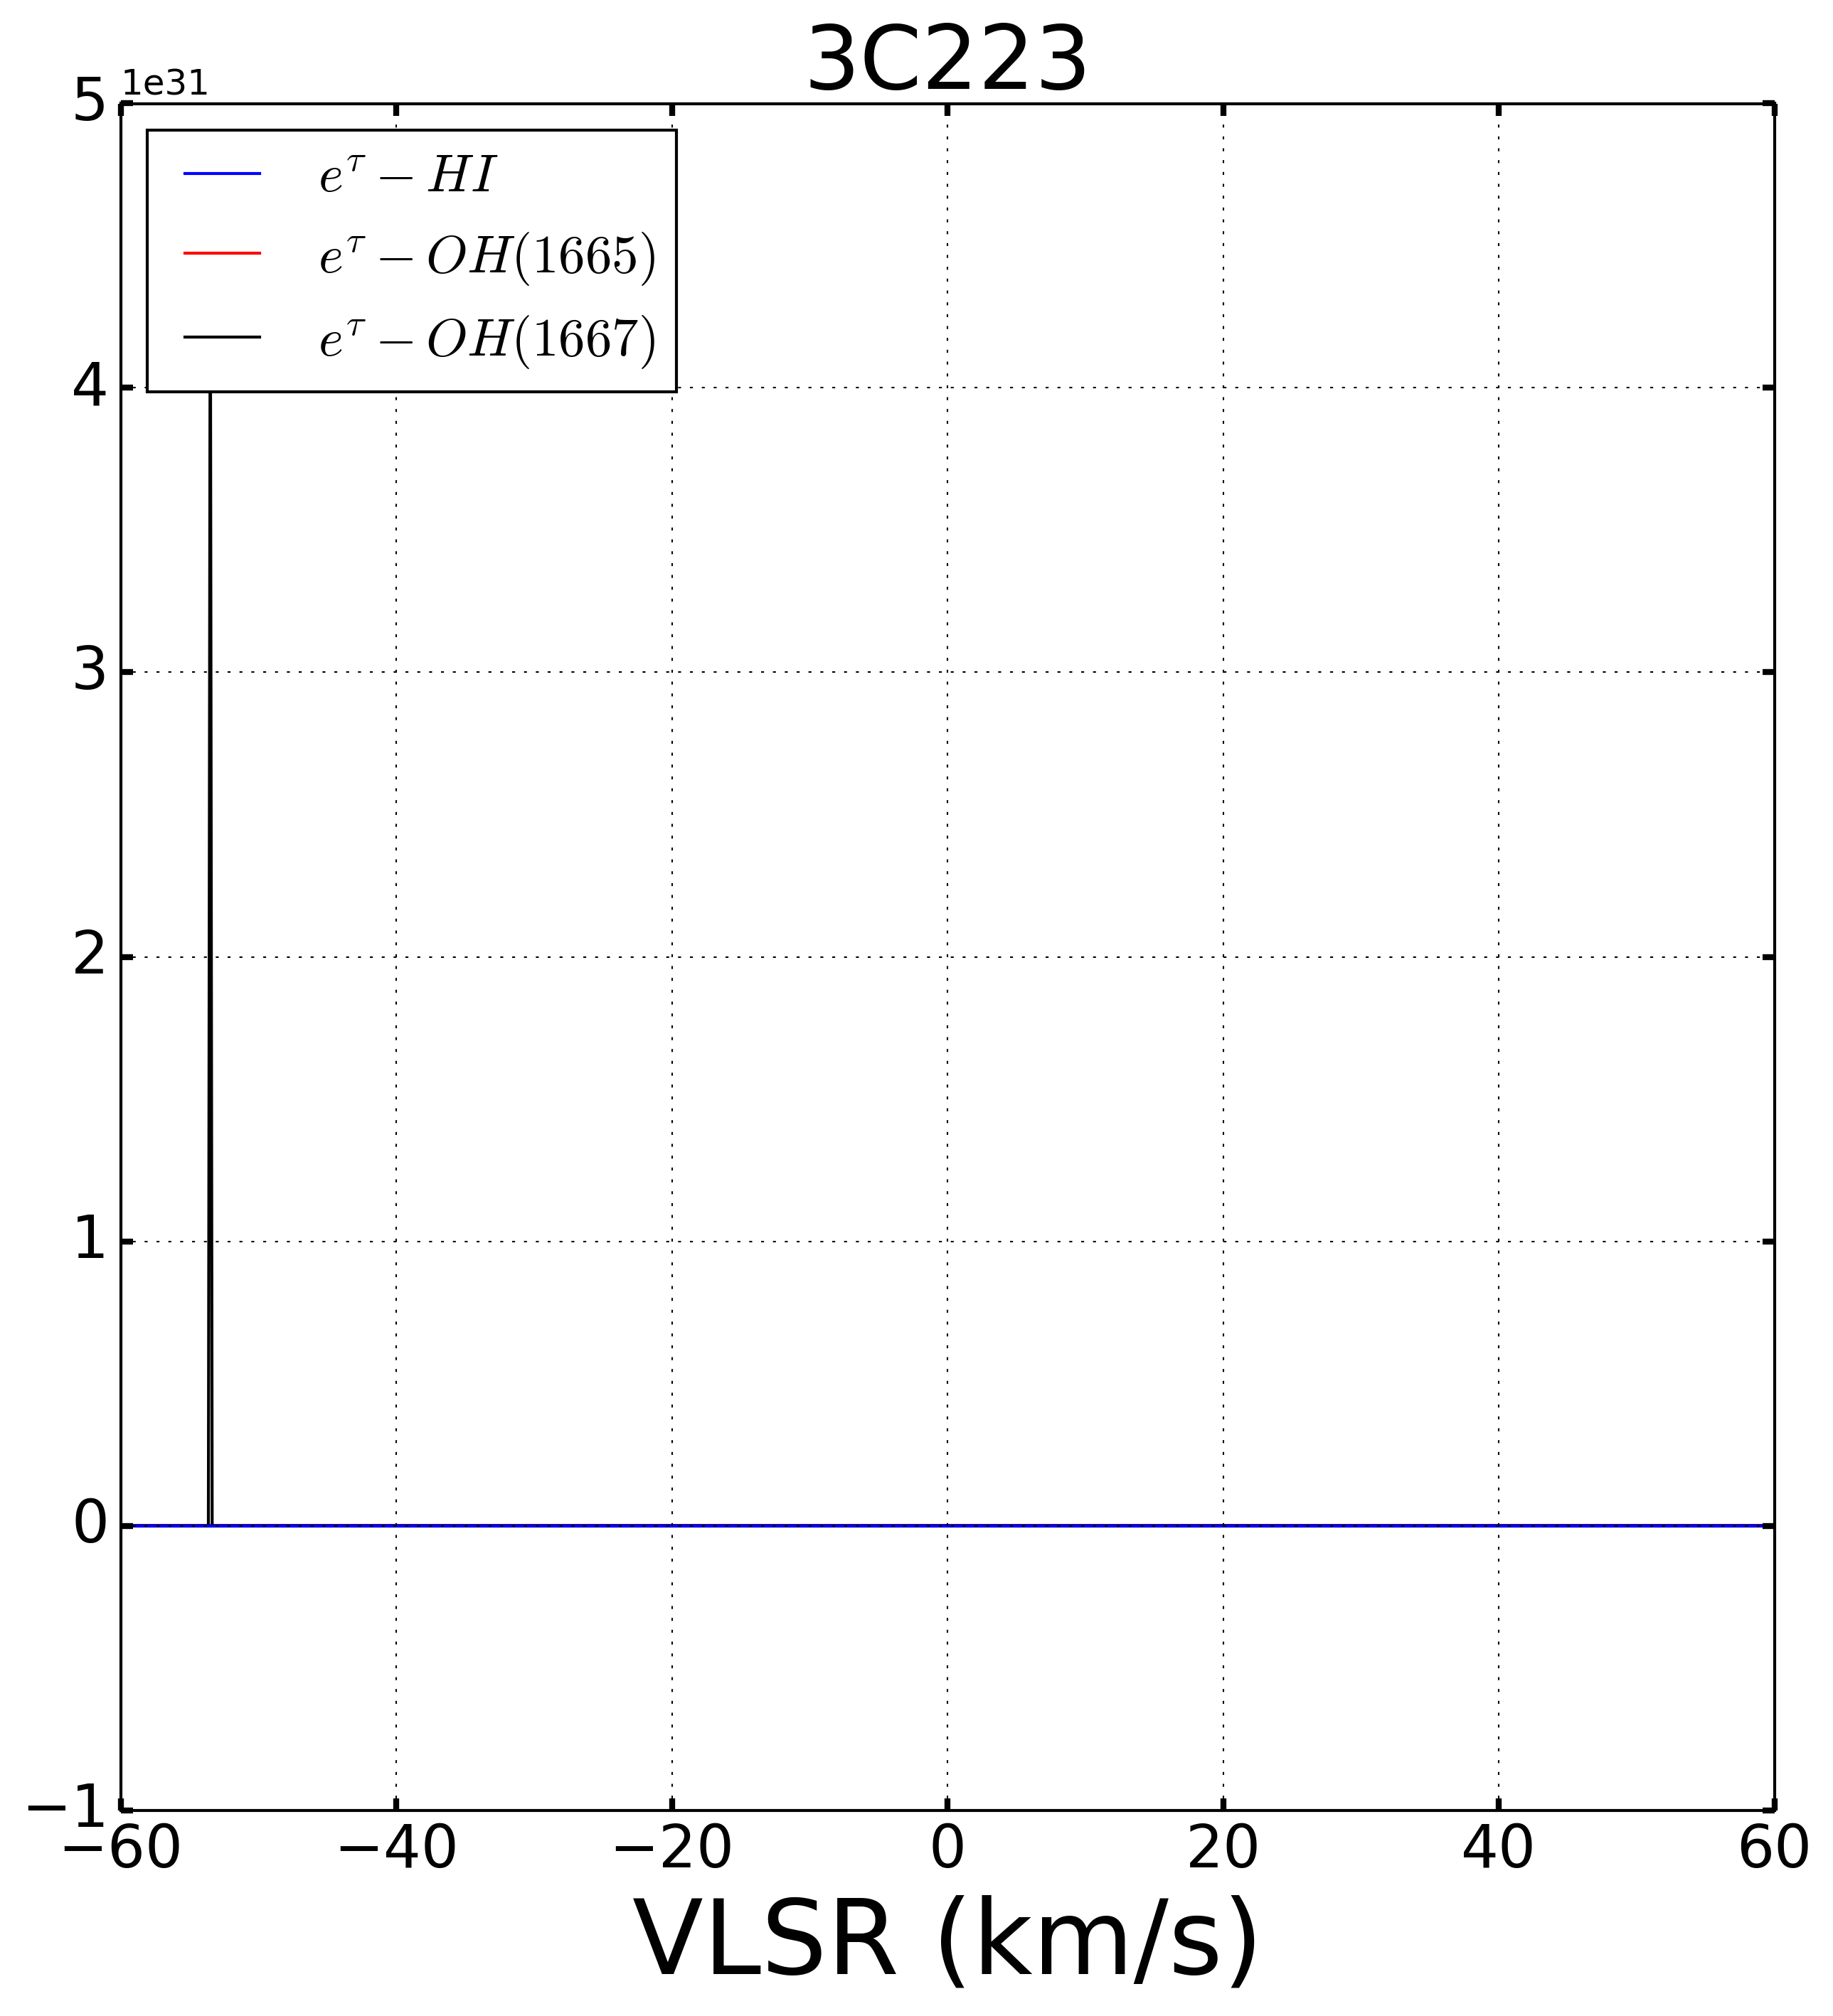 3C223
1e31
5
4
3
2
1
0
−1
e^τ − HI
e^τ − OH(1665)
e^τ − OH(1667)
−60 −40 −20 0 20 40 60
VLSR (km/s)